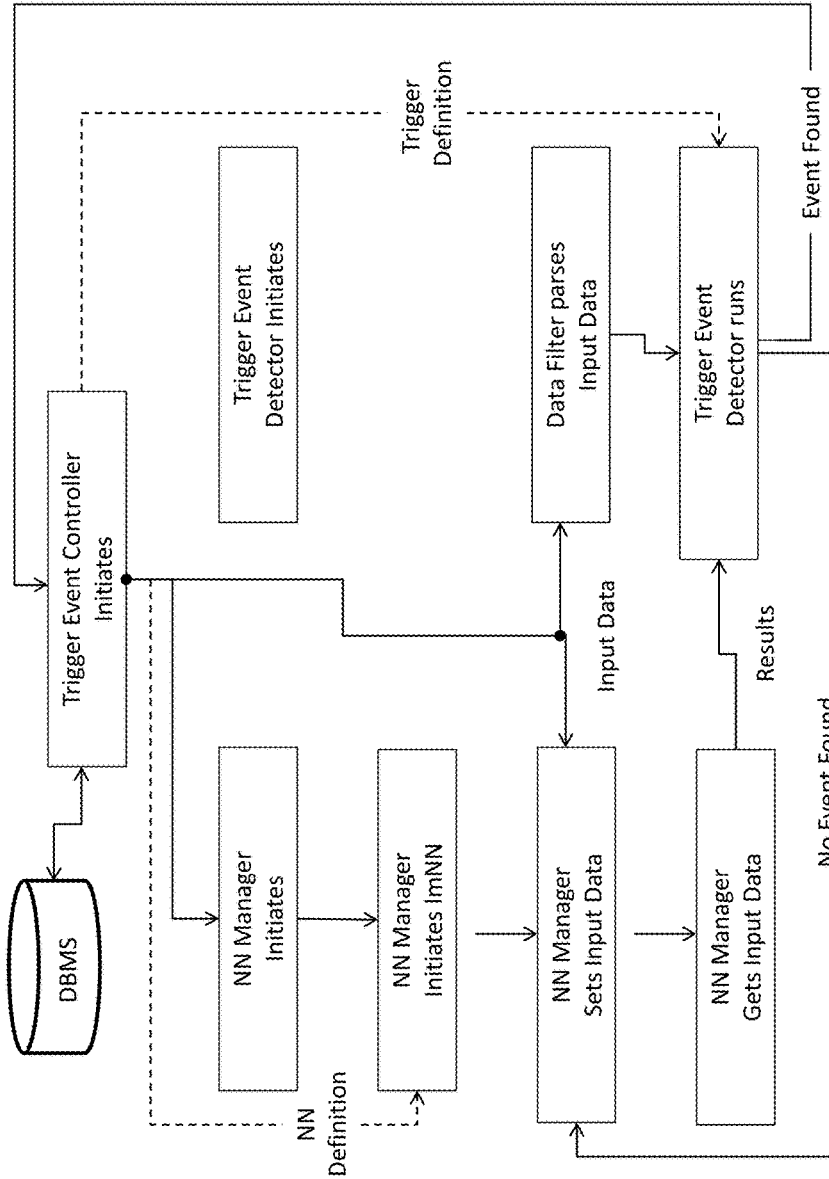 DBMS
Trigger Event Controller
Initiates
NN Manager
Initiates
Trigger Event
Detector Initiates
NN
Definition
NN Manager
Initiates ImNN
Trigger
Definition
NN Manager
Sets Input Data
Input Data
Data Filter parses
Input Data
NN Manager
Gets Input Data
Results
Trigger Event
Detector runs
No Event Found
Event Found